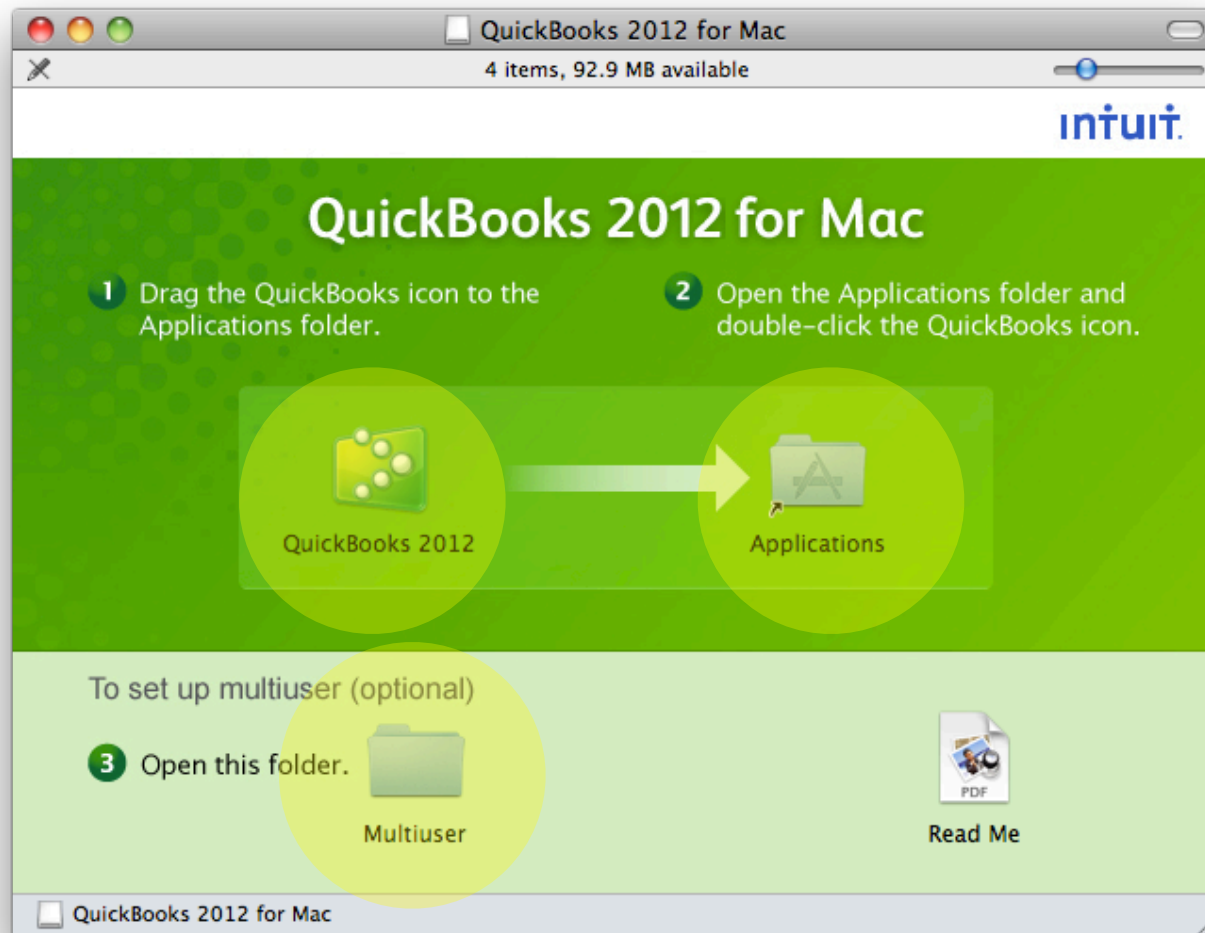 QuickBooks 2012 for Mac
4 items, 92.9 MB available
intuit.
QuickBooks 2012 for Mac
1 Drag the QuickBooks icon to the
Applications folder.
2 Open the Applications folder and
double-click the QuickBooks icon.
QuickBooks 2012
Applications
To set up multiuser (optional)
3 Open this folder.
PDF
Multiuser
Read Me
QuickBooks 2012 for Mac